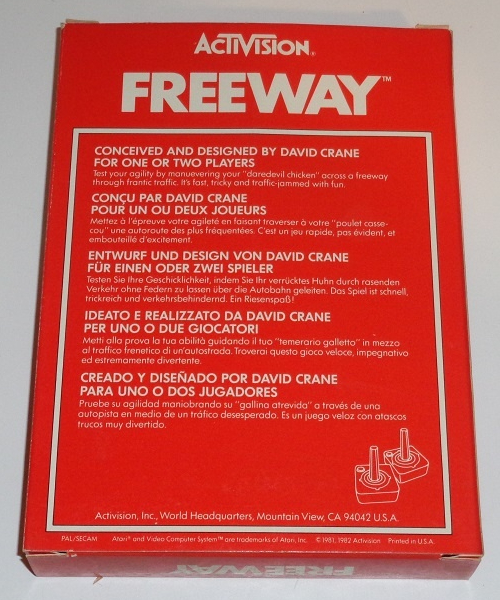 ACTIVISION®
FREEWAY™
CONCEIVED AND DESIGNED BY DAVID CRANE
FOR ONE OR TWO PLAYERS
Test your agility by manuevering your "daredevil chicken" across a freeway
through frantic traffic. It's fast, tricky and traffic-jammed with fun.
CONÇU PAR DAVID CRANE
POUR UN OU DEUX JOUEURS
Mettez à l'épreuve votre agileté en faisant traverser à votre "poulet casse-
cou" une autoroute des plus fréquentées. C'est un jeu rapide, pas évident, et
embouteillé d'excitement.
ENTWURF UND DESIGN VON DAVID CRANE
FÜR EINEN ODER ZWEI SPIELER
Testen Sie Ihre Geschicklichkeit, indem Sie Ihr verrücktes Huhn durch rasenden
Verkehr ohne Federn zu lassen über die Autobahn geleiten. Das Spiel ist schnell,
trickreich und verkehrsbehindernd. Ein Riesenspaß!
IDEATO E REALIZZATO DA DAVID CRANE
PER UNO O DUE GIOCATORI
Metti alla prova la tua abilità guidando il tuo "temerario galletto" in mezzo
al traffico frenetico di un'autostrada. Troverai questo gioco veloce, impegnativo
ed estremamente divertente.
CREADO Y DISEÑADO POR DAVID CRANE
PARA UNO O DOS JUGADORES
Pruebe su agilidad maniobrando su "gallina atrevida" a través de una
autopista en medio de un tráfico desesperado. Es un juego veloz con atascos
trucos muy divertido.
Activision, Inc., World Headquarters, Mountain View, CA 94042 U.S.A.
PAL/SECAM Atari® and Video Computer System™ are trademarks of Atari, Inc. © 1981, 1982 Activision Printed in U.S.A.
FREEWAY